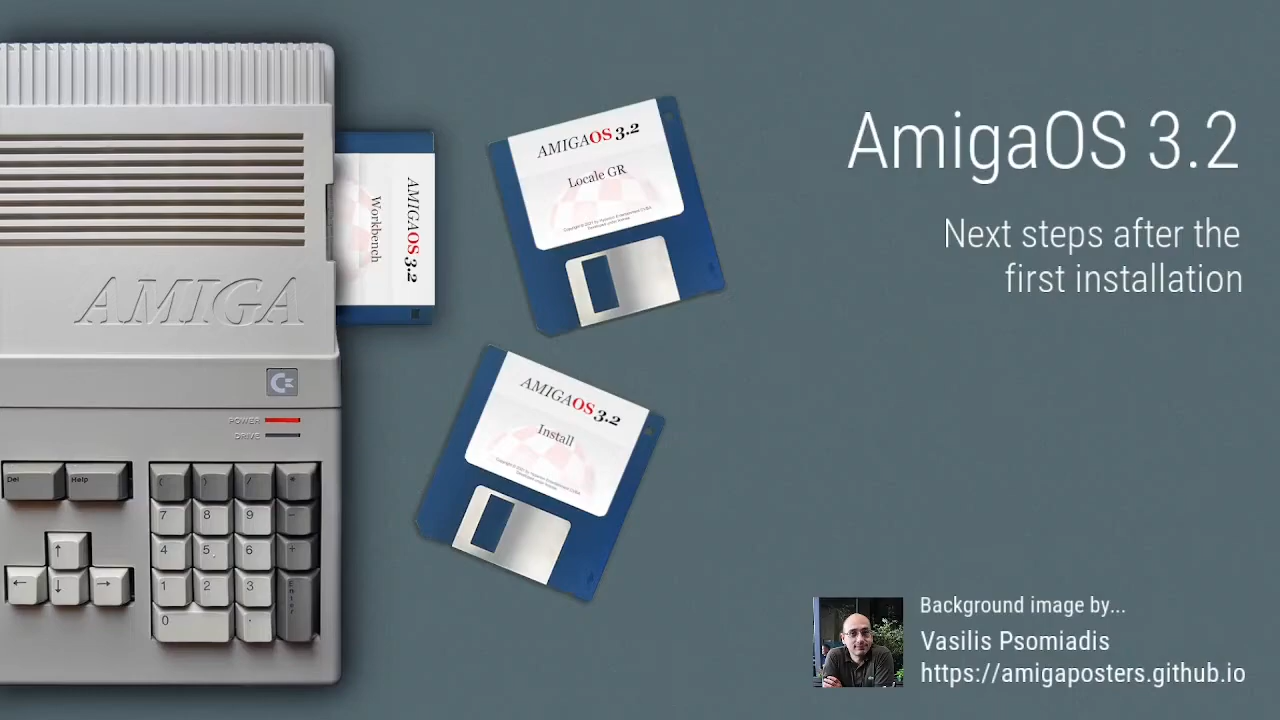 AmigaOS 3.2
Next steps after the
first installation
AMIGAOS 3.2
Workbench
AMIGAOS 3.2
Locale GR
AMIGAOS 3.2
Install
AMIGA
POWER
DRIVE
Del
Help
( ) / *
7 8 9 -
4 5 6 +
1 2 3 Enter
0 .
↑
← ↓ →
Background image by...
Vasilis Psomiadis
https://amigaposters.github.io